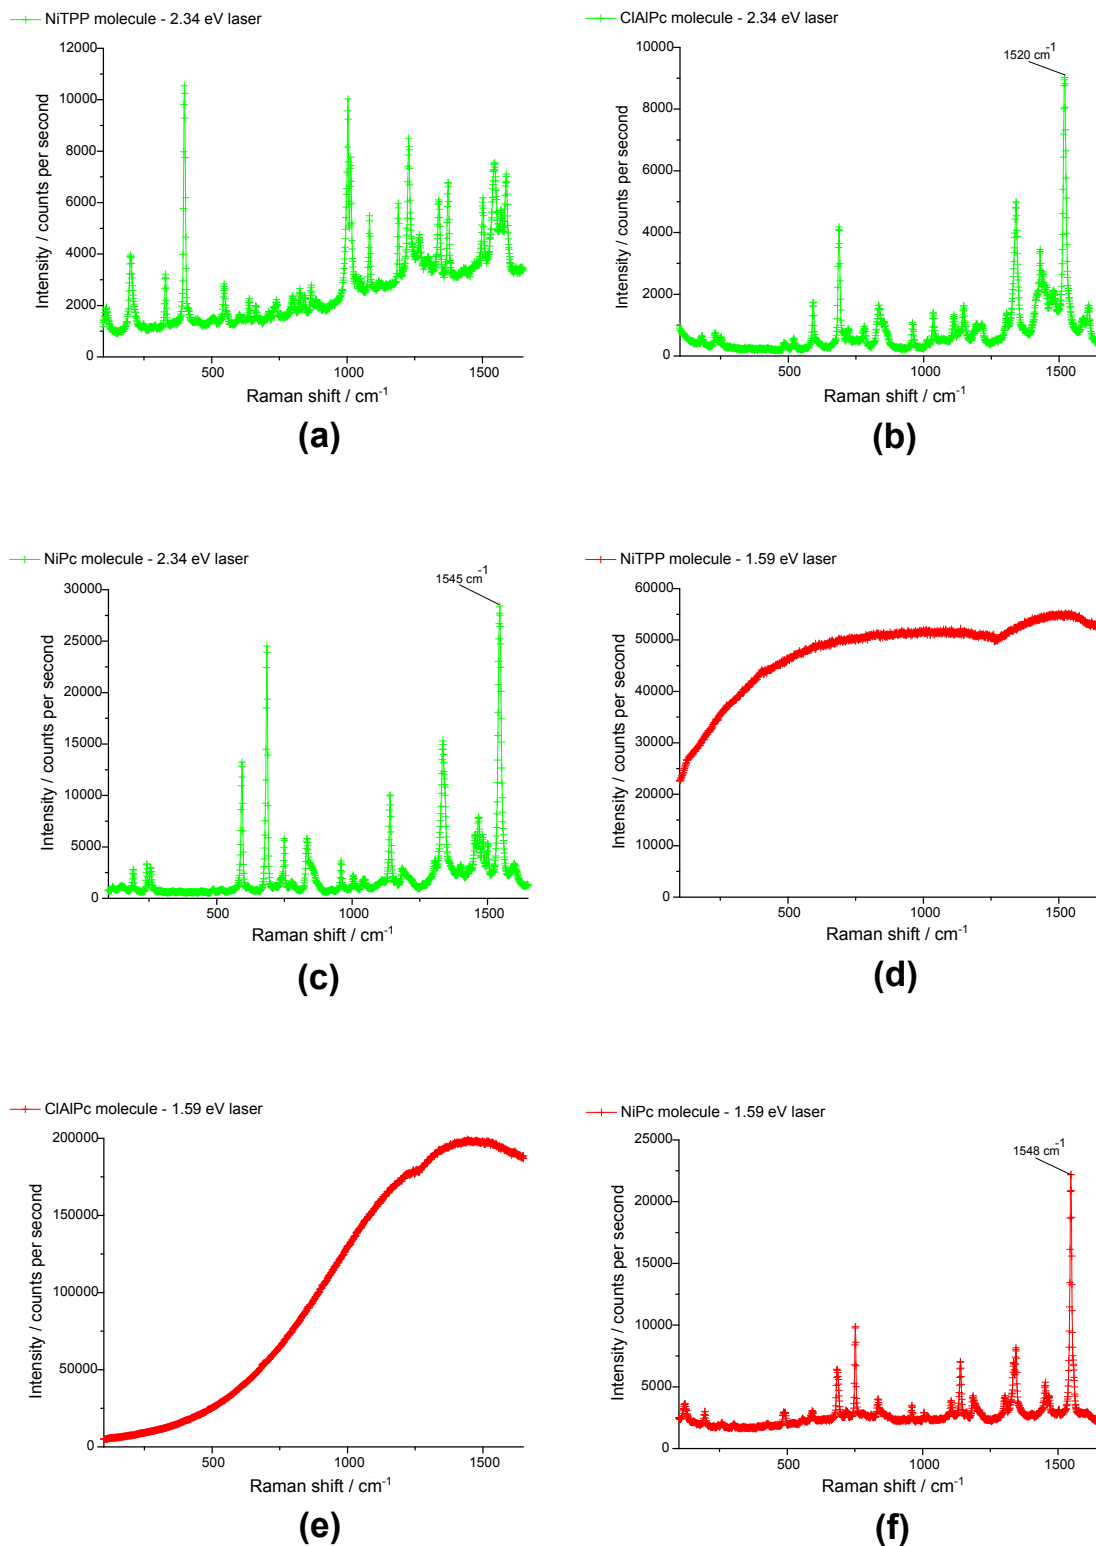 NiTPP molecule - 2.34 eV laser
12000
10000
8000
6000
4000
2000
0
Intensity / counts per second
500
1000
1500
Raman shift / cm-1
(a)
ClAlPc molecule - 2.34 eV laser
1520 cm-1
10000
8000
6000
4000
2000
0
Intensity / counts per second
500
1000
1500
Raman shift / cm-1
(b)
NiPc molecule - 2.34 eV laser
1545 cm-1
30000
25000
20000
15000
10000
5000
0
Intensity / counts per second
500
1000
1500
Raman shift / cm-1
(c)
NiTPP molecule - 1.59 eV laser
60000
50000
40000
30000
20000
10000
0
Intensity / counts per second
500
1000
1500
Raman shift / cm-1
(d)
ClAlPc molecule - 1.59 eV laser
200000
150000
100000
50000
0
Intensity / counts per second
500
1000
1500
Raman shift / cm-1
(e)
NiPc molecule - 1.59 eV laser
1548 cm-1
25000
20000
15000
10000
5000
0
Intensity / counts per second
500
1000
1500
Raman shift / cm-1
(f)